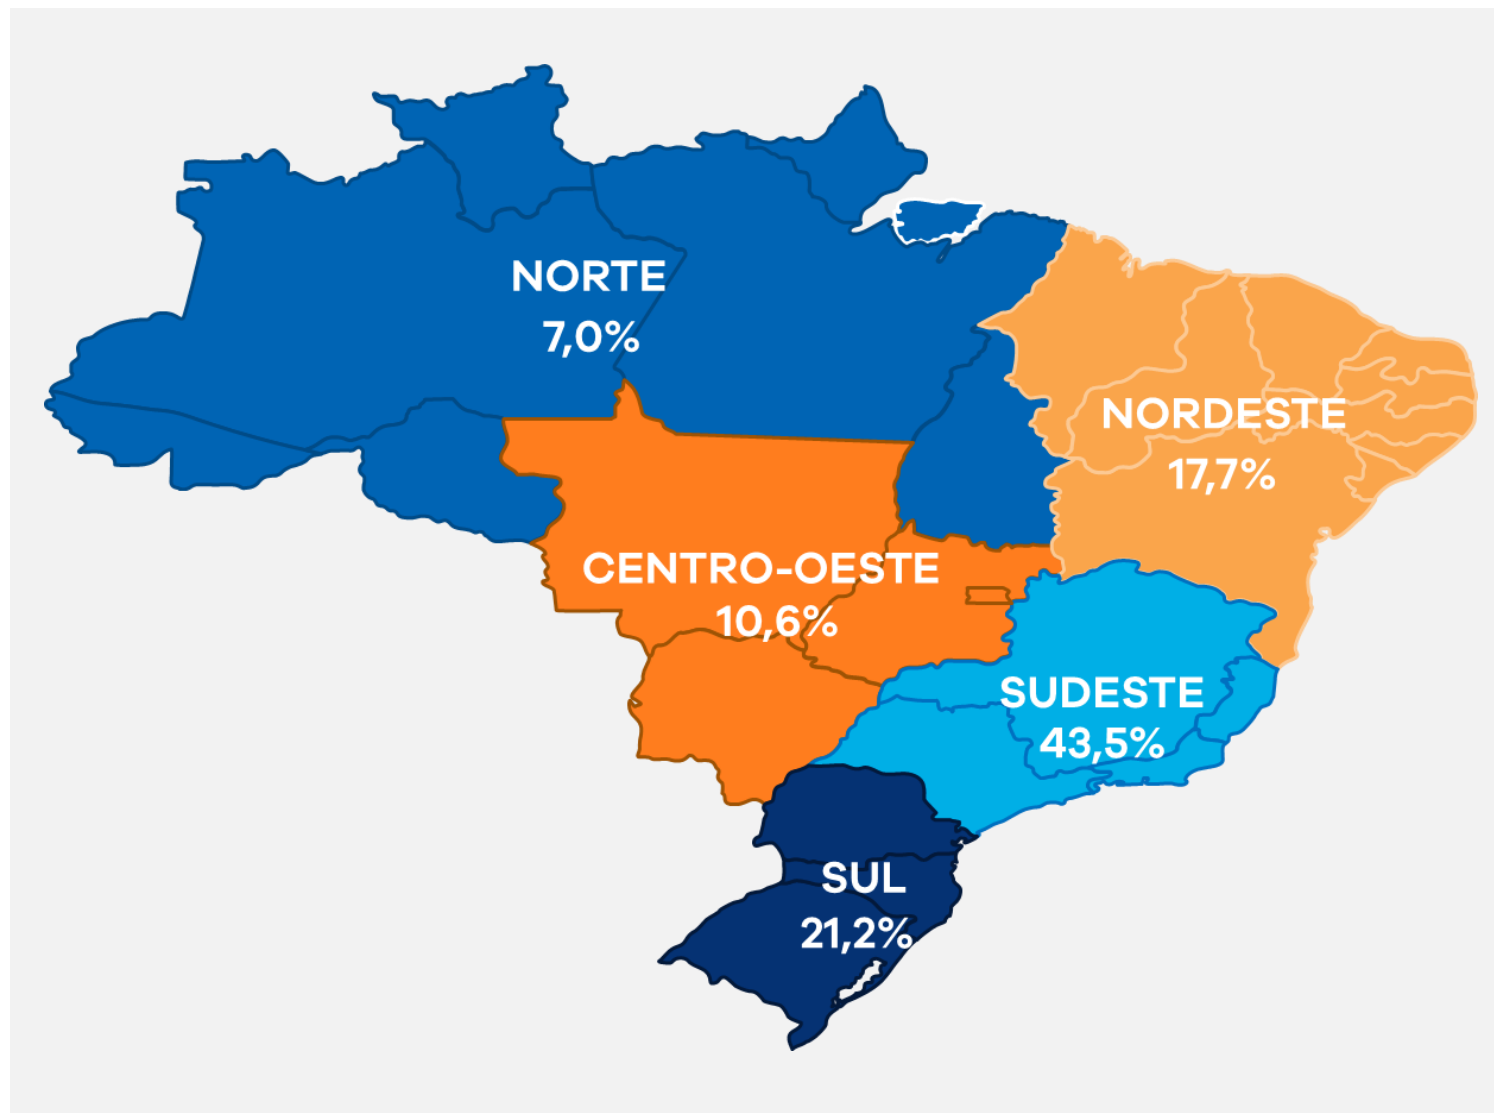 NORTE
7,0%
NORDESTE
17,7%
CENTRO-OESTE
10,6%
SUDESTE
43,5%
SUL
21,2%